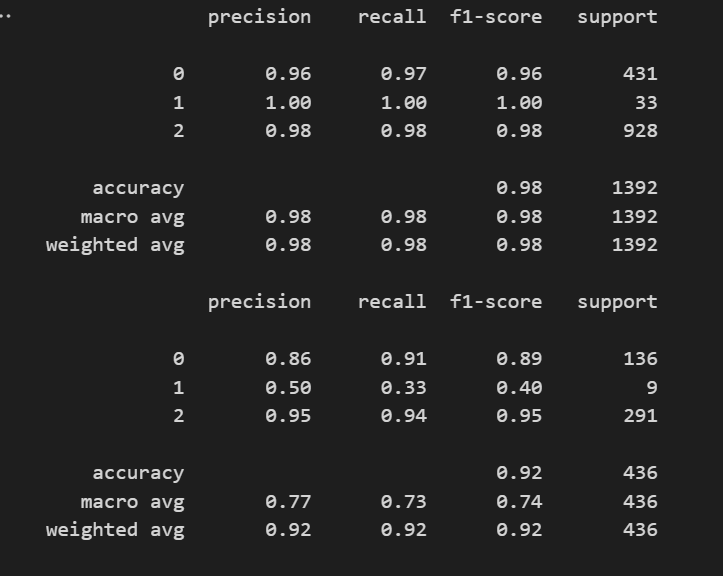 precision recall f1-score support
0 0.96 0.97 0.96 431
1 1.00 1.00 1.00 33
2 0.98 0.98 0.98 928
accuracy 0.98 1392
macro avg 0.98 0.98 0.98 1392
weighted avg 0.98 0.98 0.98 1392
precision recall f1-score support
0 0.86 0.91 0.89 136
1 0.50 0.33 0.40 9
2 0.95 0.94 0.95 291
accuracy 0.92 436
macro avg 0.77 0.73 0.74 436
weighted avg 0.92 0.92 0.92 436